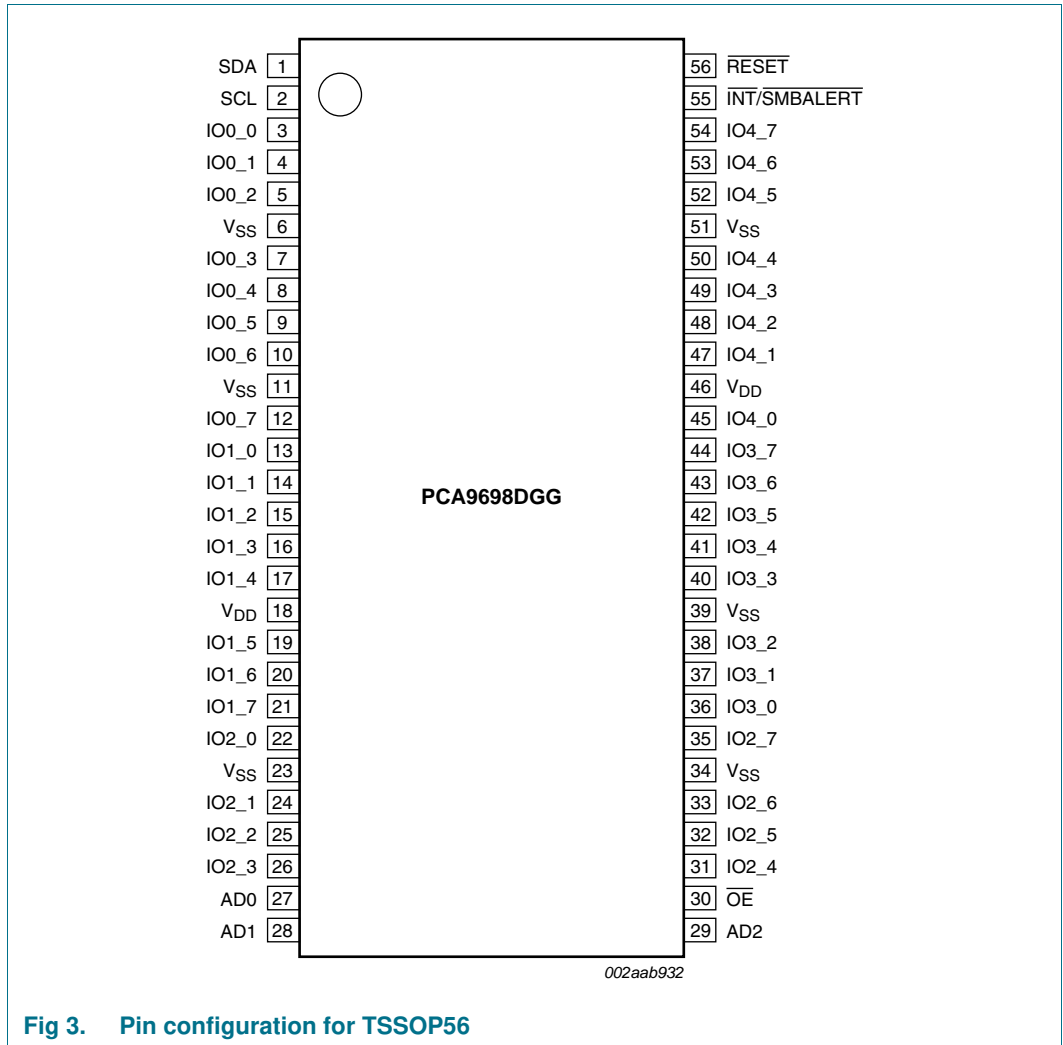 SDA 1
SCL 2
IO0_0 3
IO0_1 4
IO0_2 5
VSS 6
IO0_3 7
IO0_4 8
IO0_5 9
IO0_6 10
VSS 11
IO0_7 12
IO1_0 13
IO1_1 14
IO1_2 15
IO1_3 16
IO1_4 17
VDD 18
IO1_5 19
IO1_6 20
IO1_7 21
IO2_0 22
VSS 23
IO2_1 24
IO2_2 25
IO2_3 26
AD0 27
AD1 28
PCA9698DGG
56 RESET
55 INT/SMBALERT
54 IO4_7
53 IO4_6
52 IO4_5
51 VSS
50 IO4_4
49 IO4_3
48 IO4_2
47 IO4_1
46 VDD
45 IO4_0
44 IO3_7
43 IO3_6
42 IO3_5
41 IO3_4
40 IO3_3
39 VSS
38 IO3_2
37 IO3_1
36 IO3_0
35 IO2_7
34 VSS
33 IO2_6
32 IO2_5
31 IO2_4
30 OE
29 AD2
002aab932
Fig 3. Pin configuration for TSSOP56